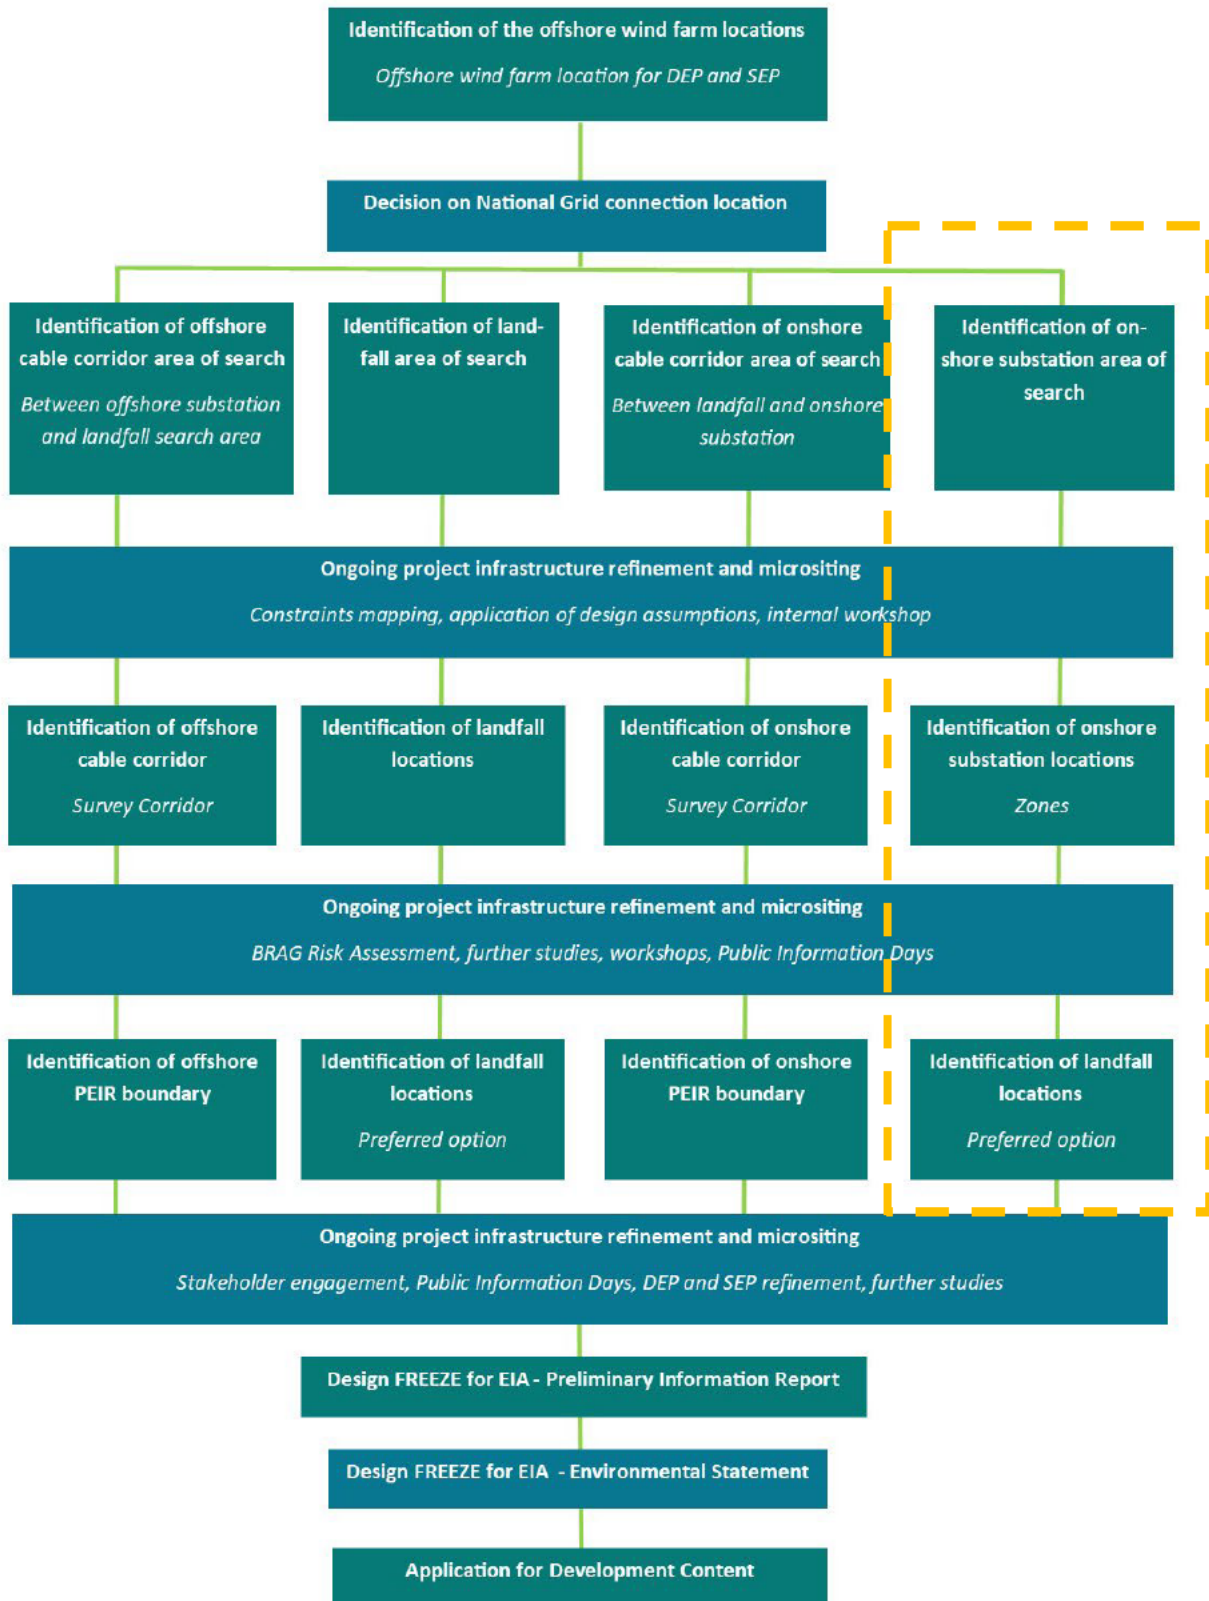 Identification of the offshore wind farm locations
Offshore wind farm location for DEP and SEP
Decision on National Grid connection location
Identification of offshore
cable corridor area of search
Between offshore substation
and landfall search area
Identification of land-
fall area of search
Identification of onshore
cable corridor area of search
Between landfall and onshore
substation
Identification of on-
shore substation area of
search
Ongoing project infrastructure refinement and micrositing
Constraints mapping, application of design assumptions, internal workshop
Identification of offshore
cable corridor
Survey Corridor
Identification of landfall
locations
Identification of onshore
cable corridor
Survey Corridor
Identification of onshore
substation locations
Zones
Ongoing project infrastructure refinement and micrositing
BRAG Risk Assessment, further studies, workshops, Public Information Days
Identification of offshore
PEIR boundary
Identification of landfall
locations
Preferred option
Identification of onshore
PEIR boundary
Identification of landfall
locations
Preferred option
Ongoing project infrastructure refinement and micrositing
Stakeholder engagement, Public Information Days, DEP and SEP refinement, further studies
Design FREEZE for EIA - Preliminary Information Report
Design FREEZE for EIA - Environmental Statement
Application for Development Content